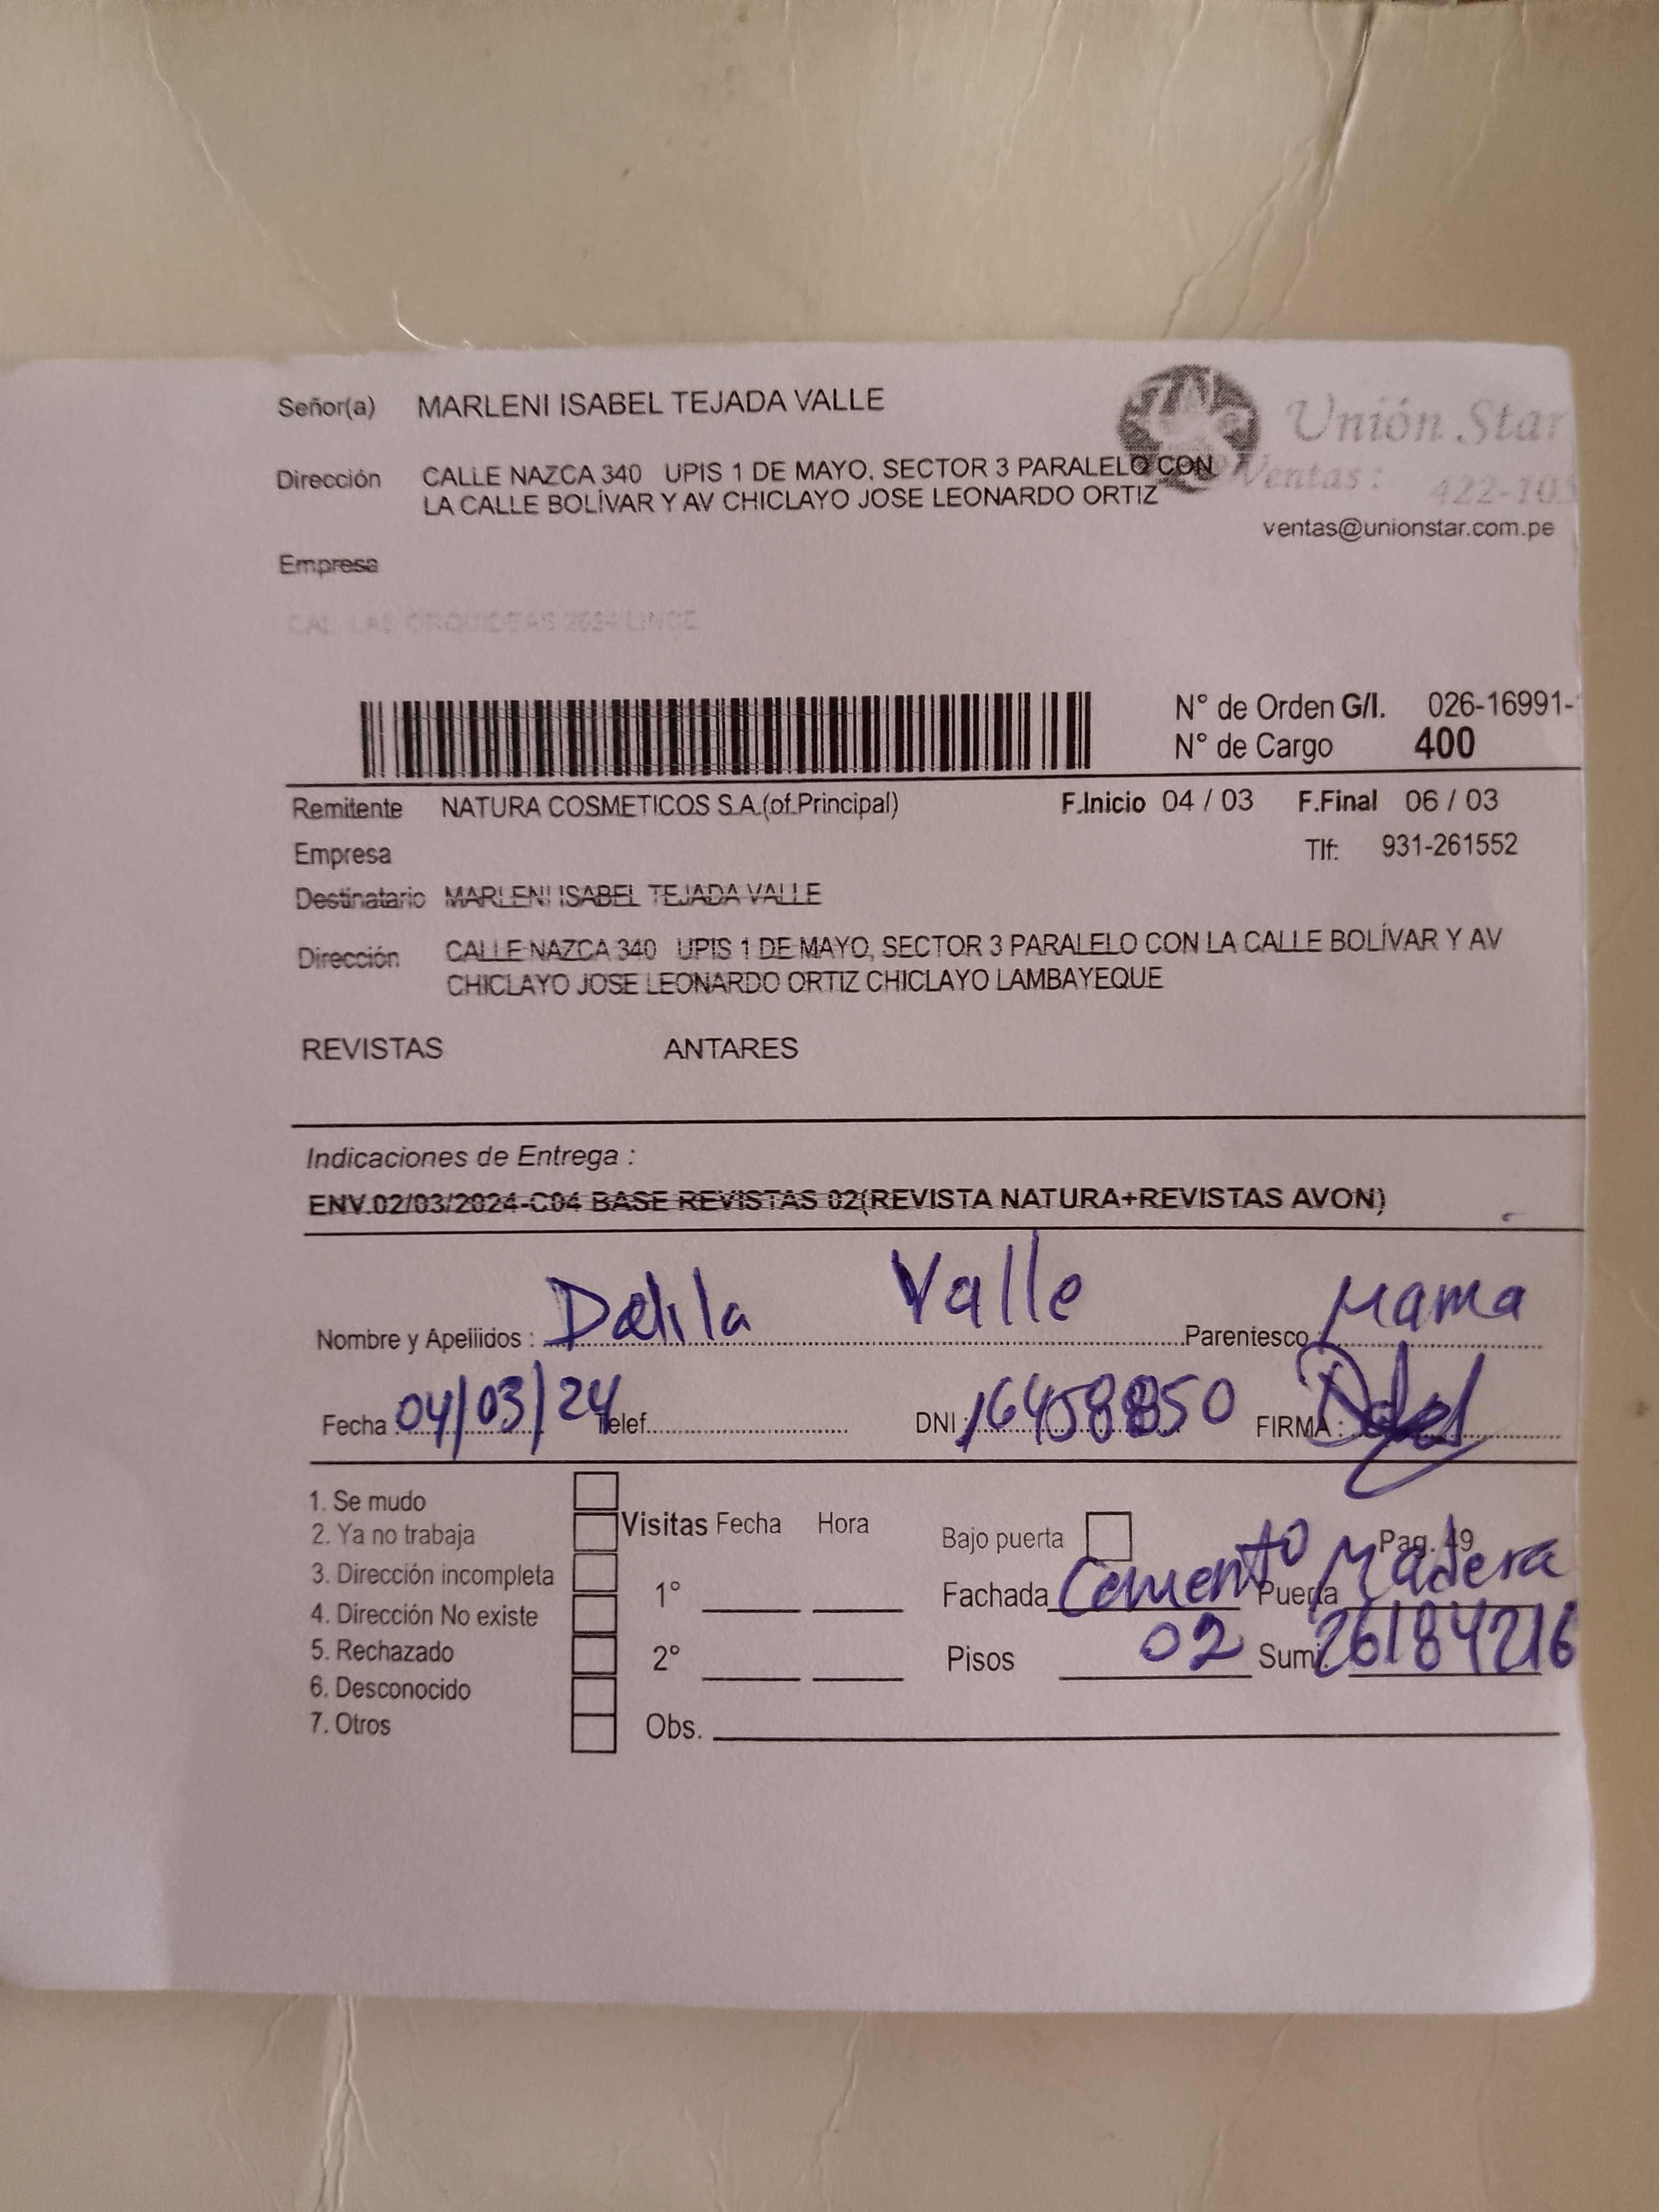 Señor(a) MARLENI ISABEL TEJADA VALLE
Unión Star
Dirección CALLE NAZCA 340 UPIS 1 DE MAYO, SECTOR 3 PARALELO CON
LA CALLE BOLÍVAR Y AV CHICLAYO JOSE LEONARDO ORTIZ
Ventas : 422-103
ventas@unionstar.com.pe
Empresa
CAL. LAS ORQUIDEAS 2634 LINCE
N° de Orden G/I. 026-16991-
N° de Cargo 400
Remitente NATURA COSMETICOS S.A.(of.Principal) F.Inicio 04 / 03 F.Final 06 / 03
Empresa Tlf: 931-261552
Destinatario MARLENI ISABEL TEJADA VALLE
Dirección CALLE NAZCA 340 UPIS 1 DE MAYO, SECTOR 3 PARALELO CON LA CALLE BOLÍVAR Y AV
CHICLAYO JOSE LEONARDO ORTIZ CHICLAYO LAMBAYEQUE
REVISTAS ANTARES
Indicaciones de Entrega :
ENV.02/03/2024-C04 BASE REVISTAS 02(REVISTA NATURA+REVISTAS AVON)
Nombre y Apellidos : Dalila Valle Parentesco Mama
Fecha 04/03/24 Telef. DNI: FIRMA :
1. Se mudo
2. Ya no trabaja Visitas Fecha Hora Bajo puerta Pag. 49
3. Dirección incompleta 1° Fachada Cemento Puerta Madera
4. Dirección No existe
5. Rechazado 2° Pisos 02 Sum. 26184216
6. Desconocido
7. Otros Obs.